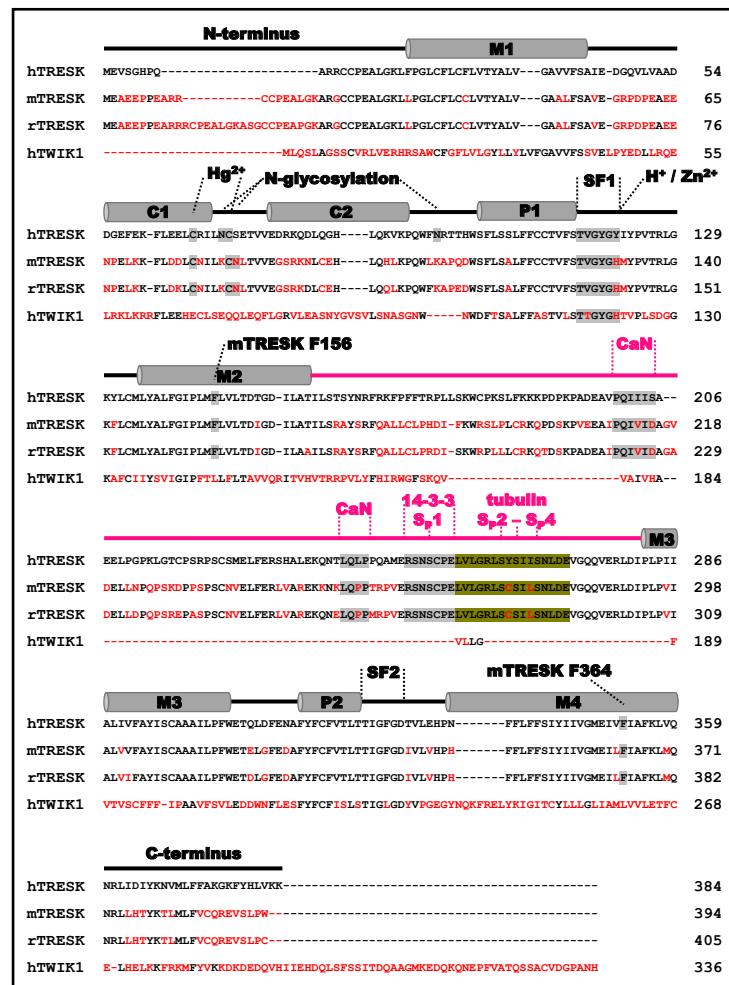 N-terminus M1
hTRESK MEVSGHPQ--------------ARRCCPEALGKLFPGLCFLCFLVTYALV---GAVVFSAIE-DGQVLVAAD 54
mTRESK MEAEEPPEARR-----------CCPEALGKARGCCPEALGKLLPGLCFLCCLVTYALV---GAALFSAVE-GRPDPEAEE 65
rTRESK MEAEEPPEARRRCPEALGKASGCCPEAPGKARGCCPEALGKLLPGLCFLCCLVTYALV---GAALFSAVE-GRPDPEAEE 76
hTWIK1 ------------------MLQSLAGSSCVRLVERHRSAWCFGFLVLGYLLYLVFGAVVFSSVELPYEDLLRQE 55
Hg2+ N-glycosylation SF1 H+ / Zn2+
C1 C2 P1
hTRESK DGEFEK-FLEELCRILNCSETVVEDRKQDLQGH----LQKVKPQWFNRTTHWSFLSSLFFCCTVFSTVGYGYIYPVTRLG 129
mTRESK NPELKK-FLDDLCNILKCNLTVVEGSRKNLCEH----LQHLKPQWLKAPQDWSFLSALFFCCTVFSTVGYGHMYPVTRLG 140
rTRESK NPELKK-FLDKLCNILKCNLTVVEGSRKDLCEH----LQQLKPQWFKAPEDWSFLSALFFCCTVFSTVGYGHMYPVTRLG 151
hTWIK1 LRKLKRRFLEEHECLSEQQLEQFLGRVLEASNYGVSVLSNASGNW-----NWDFTSALFFASTVLSTTGYGHTVPLSDGG 130
mTRESK F156 CaN
M2
hTRESK KYLCMLYALFGIPLMFLVLTDTGD-ILATILSTSYNRFRKFPFFTRPLLSKWCPKSLFKKKPDPKPADEAVPQIIISA-- 206
mTRESK KFLCMLYALFGIPLMFLVLTDIGD-ILATILSRAYSRFQALLCLPHDIF-KWRSLPLCRKQPDSKPVEEAIPQIVIDAGV 218
rTRESK KFLCMLYALFGIPLMFLVLTDIGD-ILAAILSRAYSRFQALLCLPRDIS-KWRPLLLCRKQTDSKPADEAIPQIVIDAGA 229
hTWIK1 KAFCIIYSVIGIPFTLLFLTAVVQRITVHVTRRPVLYFHIRWGFSKQV------------------------VAIVHA-- 184
CaN 14-3-3 tubulin
SP1 SP2 – SP4
M3
hTRESK EELPGPKLGTCPSRPSCSMELFERSHALEKQNTLQLPPQAMERSNSCPELVLGRLSYSIISNLDEVGQQVERLDIPLPII 286
mTRESK DELLNPQPSKDPPSPSCNVELFERLVAREKKNKLQPPTRPVERSNSCPELVLGRLSCSILSNLDEVGQQVERLDIPLPVI 298
rTRESK DELLDPQPSREPASPSCNVELFERLVAREKQNELQPPMRPVERSNSCPELVLGRLSCSILSNLDEVGQQVERLDIPLPVI 309
hTWIK1 -------------------------------------------------VLLG--------------------------F 189
SF2 mTRESK F364
M3 P2 M4
hTRESK ALIVFAYISCAAAILPFWETQLDFENAFYFCFVTLTTIGFGDTVLEHPN-------FFLFFSIYIIVGMEIVFIAFKLVQ 359
mTRESK ALVVFAYISCAAAILPFWETELGFEDAFYFCFVTLTTIGFGDIVLVHPH-------FFLFFSIYIIVGMEILFIAFKLMQ 371
rTRESK ALVIFAYISCAAAILPFWETDLGFEDAFYFCFVTLTTIGFGDIVLVHPH-------FFLFFSIYIIVGMEILFIAFKLMQ 382
hTWIK1 VTVSCFFF-IPAAVFSVLEDDWNFLESFYFCFISLSTIGLGDYVPGEGYNQKFRELYKIGITCYLLLGLIAMLVVLETFC 268
C-terminus
hTRESK NRLIDIYKNVMLFFAKGKFYHLVKK-------------------------------------------- 384
mTRESK NRLLHTYKTLMLFVCQREVSLPW---------------------------------------------- 394
rTRESK NRLLHTYKTLMLFVCQREVSLPC---------------------------------------------- 405
hTWIK1 E-LHELKKFRKMFYVKKDKDEDQVHIIEHDQLSFSSITDQAAGMKEDQKQNEPFVATQSSACVDGPANH 336